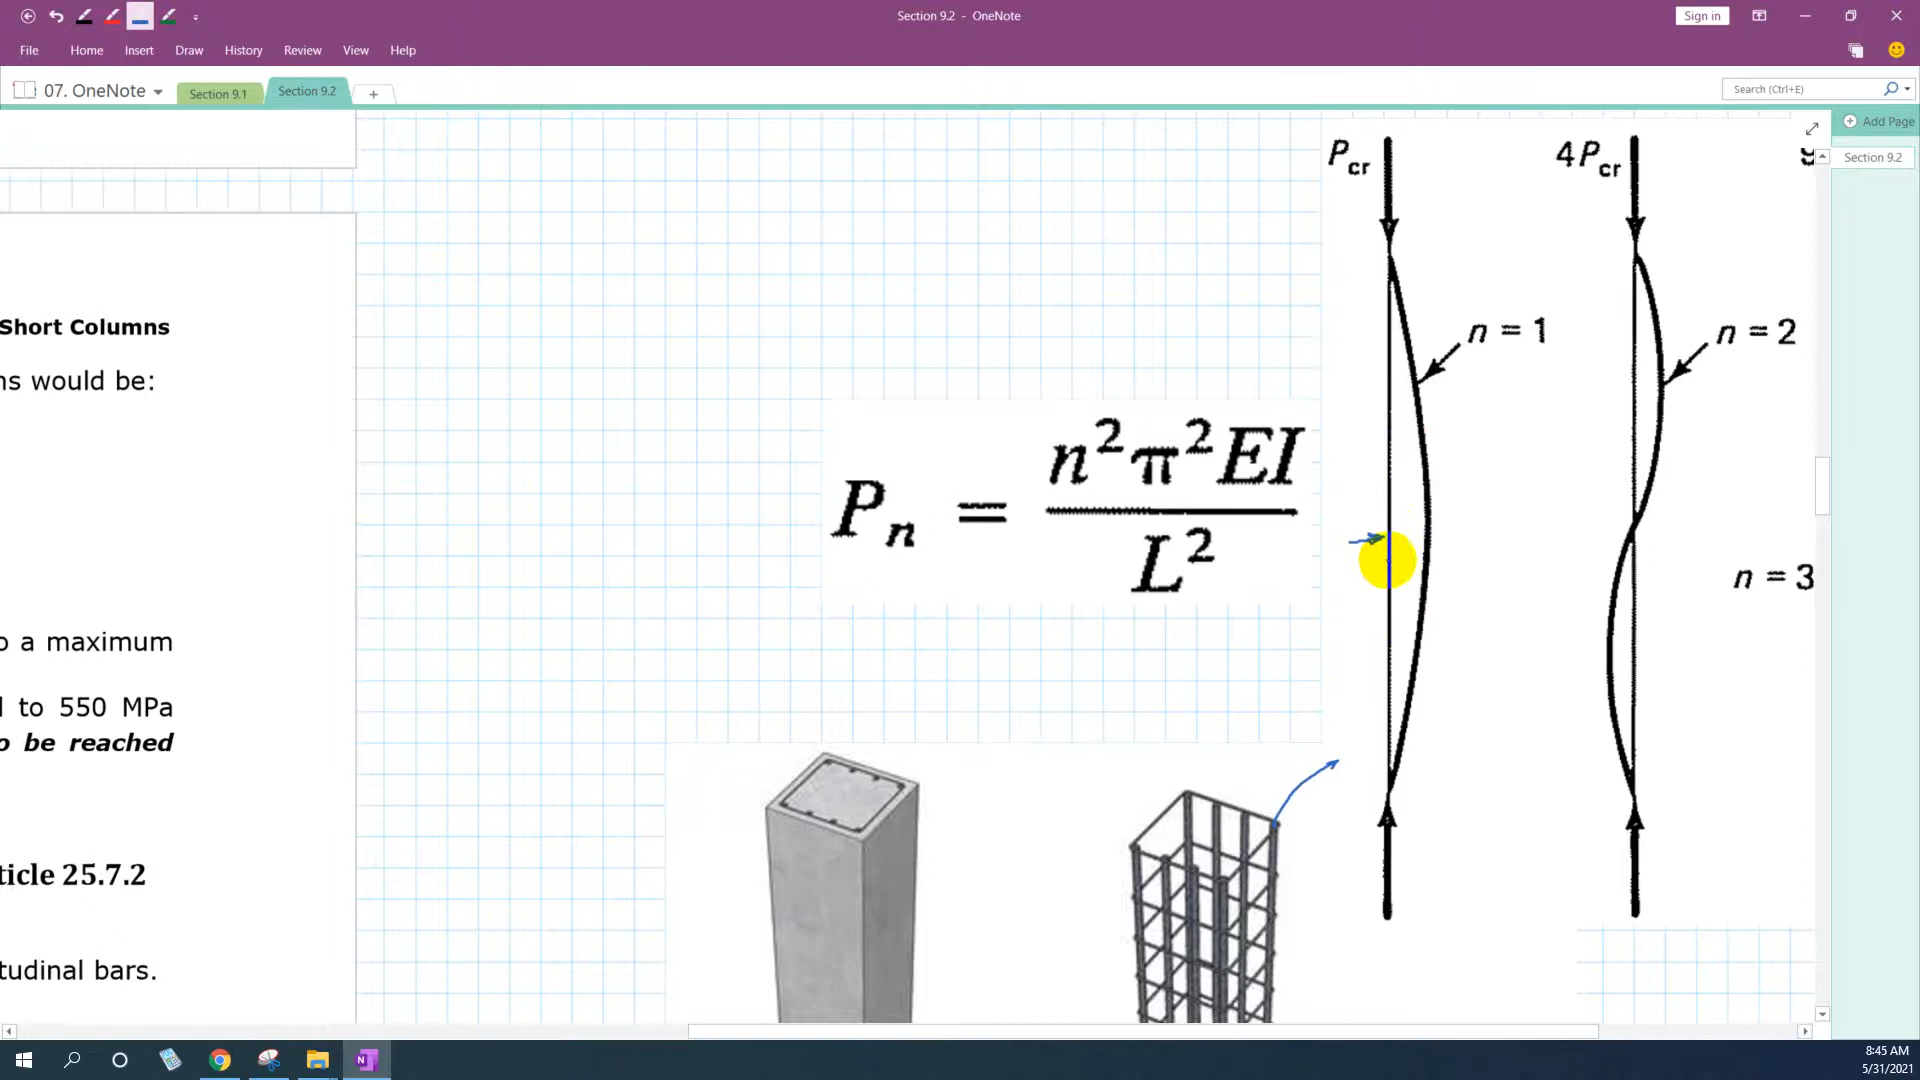 Section 9.2 - OneNote
Sign in
File Home Insert Draw History Review View Help
07. OneNote
Section 9.1
Section 9.2
+
Search (Ctrl+E)
Add Page
Section 9.2
Short Columns
ns would be:
o a maximum
to 550 MPa
o be reached
ticle 25.7.2
tudinal bars.
Pₙ = n²π²EI / L²
P_cr
4P_cr
n = 1
n = 2
n = 3
N
8:45 AM
5/31/2021